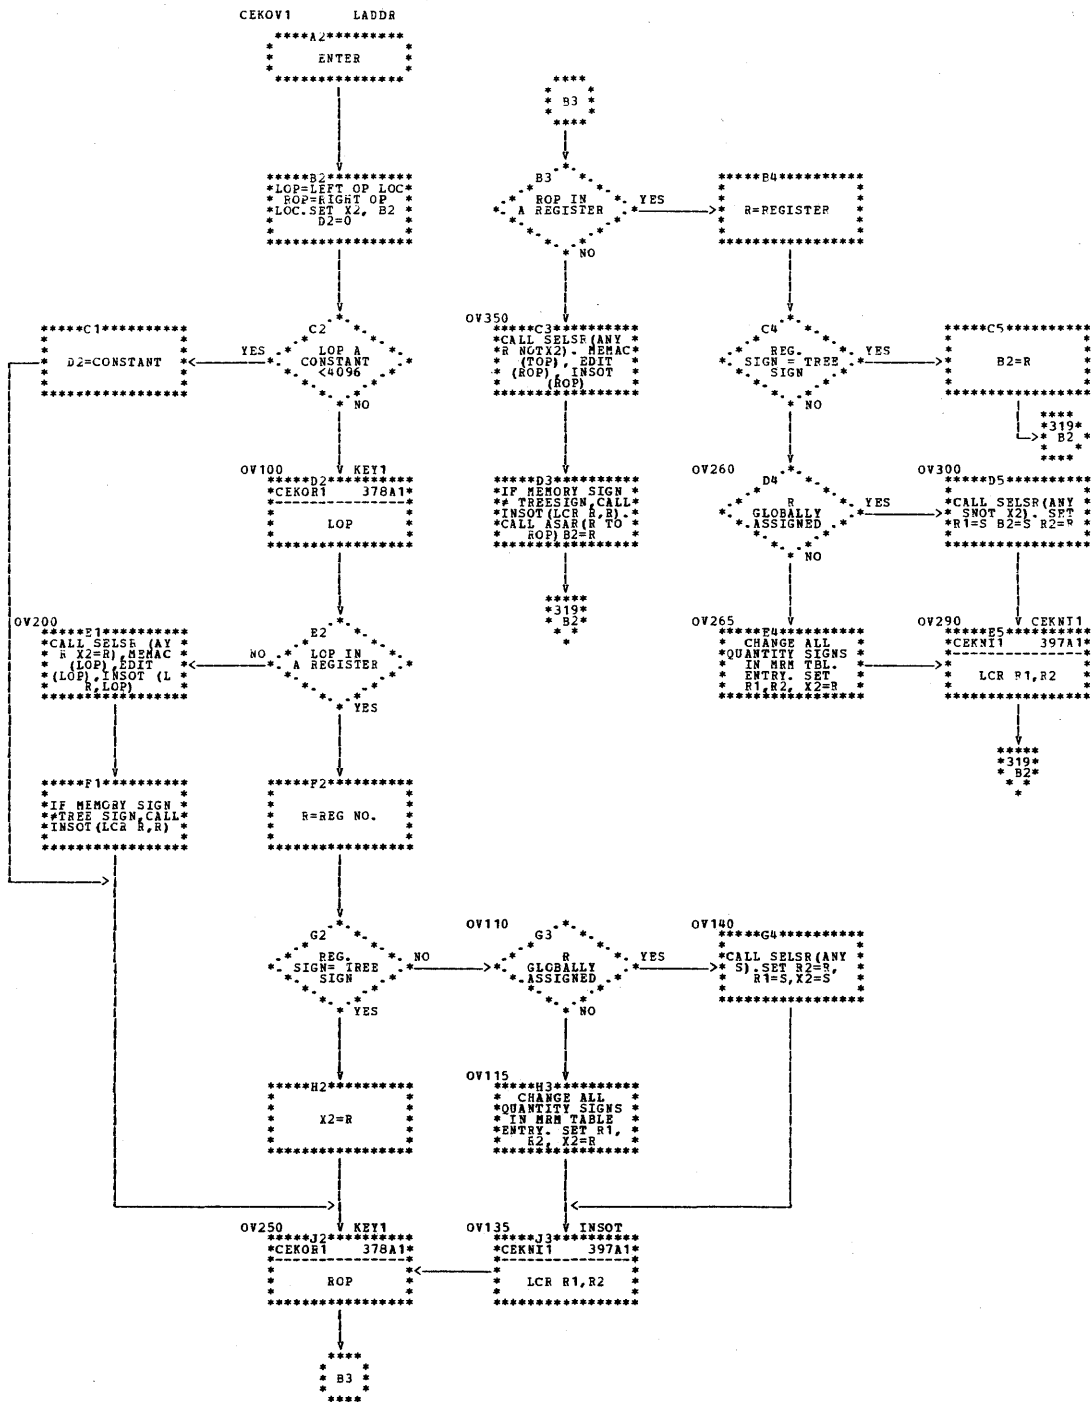 CEKOV1 LADDR
A2
ENTER
B3
B2
LOP=LEFT OP LOC
ROP=RIGHT OP
LOC.SET X2, B2
D2=0
B3
ROP IN
A REGISTER
YES
NO
B4
R=REGISTER
C1
D2=CONSTANT
YES
C2
LOP A
CONSTANT
<4096
NO
OV350
C3
CALL SELSR(ANY
R NOTX2). MEMAC
(TOP), EDIT
(ROP), INSOT
(ROP)
C4
REG.
SIGN = TREE
SIGN
YES
NO
C5
B2=R
319
B2
OV100 KEY1
D2
CEKOR1 378A1
LOP
D3
IF MEMORY SIGN
≠ TREESIGN,CALL
INSOT(LCR R,R).
CALL ASAR(R TO
ROP) B2=R
319
B2
OV260
D4
R
GLOBALLY
ASSIGNED
YES
NO
OV300
D5
CALL SELSR(ANY
SNOT X2). SET
R1=S B2=S R2=R
OV200
E1
CALL SELSR (AY
R X2=R),MEMAC
(LOP),EDIT
(LOP),INSOT (L
R,LOP)
NO
E2
LOP IN
A REGISTER
YES
OV265
E4
CHANGE ALL
QUANTITY SIGNS
IN MRM TBL.
ENTRY. SET
R1,R2, X2=R
OV290 CEKNI1
E5
CEKNI1 397A1
LCR R1,R2
319
B2
F1
IF MEMORY SIGN
≠TREE SIGN,CALL
INSOT(LCR R,R)
F2
R=REG NO.
G2
REG.
SIGN= TREE
SIGN
NO
YES
OV110
G3
R
GLOBALLY
ASSIGNED
YES
NO
OV140
G4
CALL SELSR(ANY
S).SET R2=R,
R1=S,X2=S
H2
X2=R
OV115
H3
CHANGE ALL
QUANTITY SIGNS
IN MRM TABLE
ENTRY. SET R1,
R2, X2=R
OV250 KEY1
J2
CEKOR1 378A1
ROP
OV135 INSOT
J3
CEKNI1 397A1
LCR R1,R2
B3